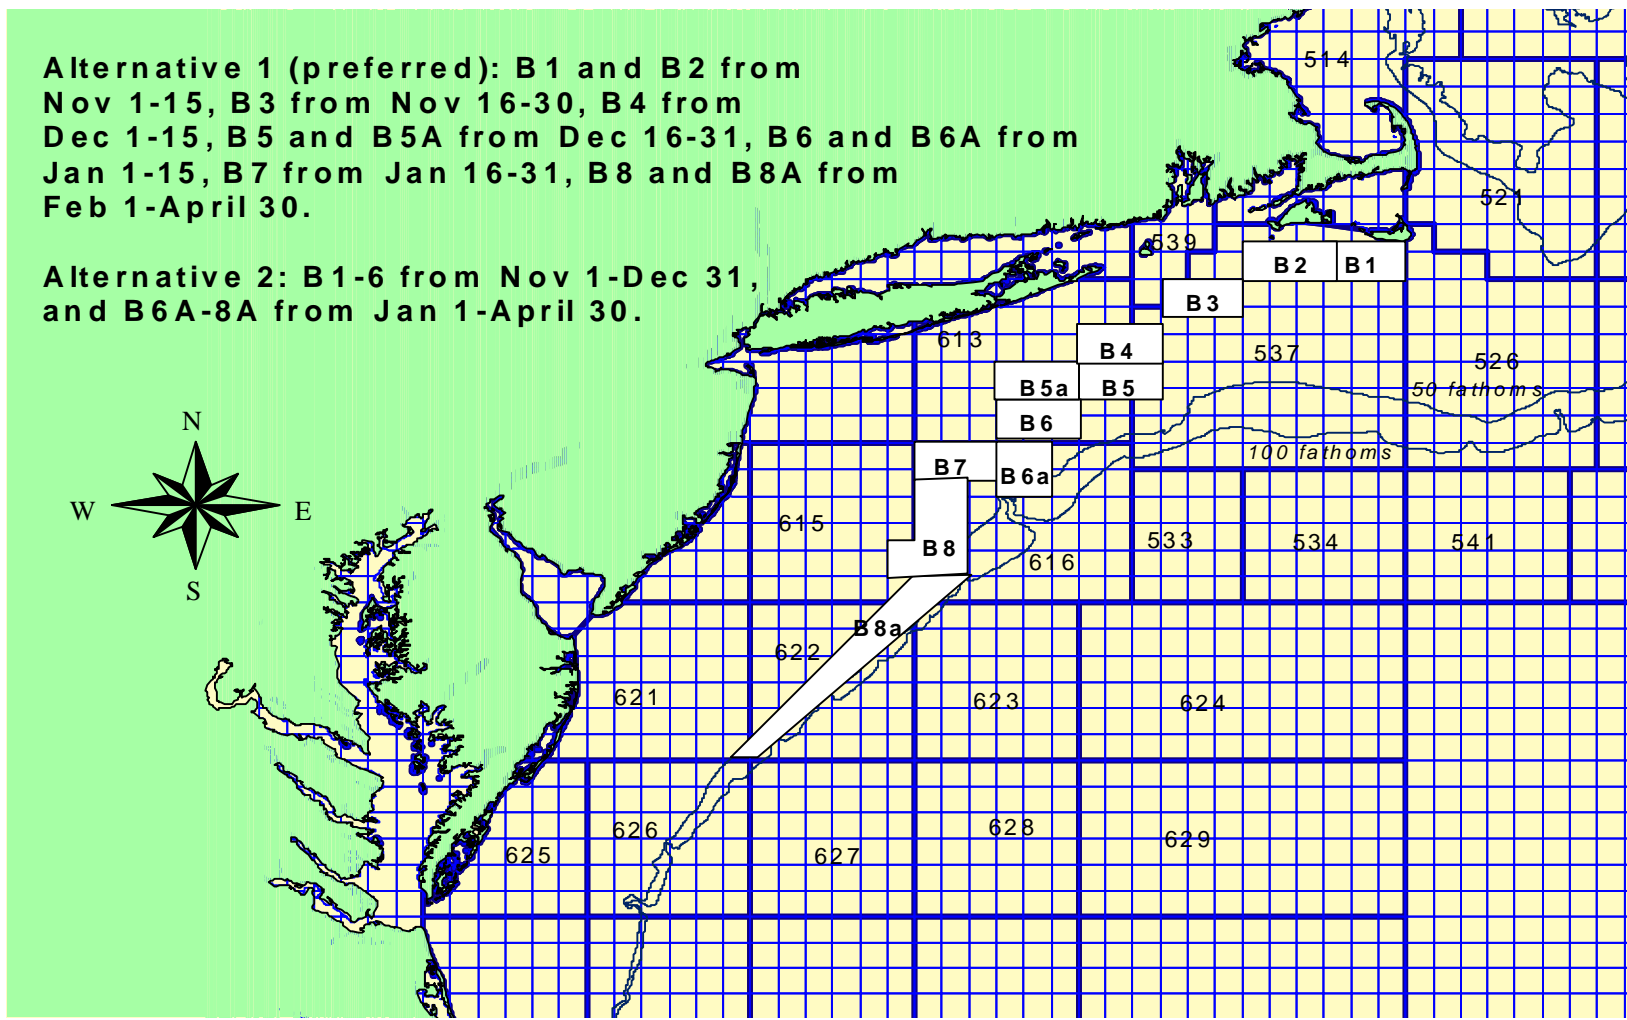 Alternative 1 (preferred): B1 and B2 from
Nov 1-15, B3 from Nov 16-30, B4 from
Dec 1-15, B5 and B5A from Dec 16-31, B6 and B6A from
Jan 1-15, B7 from Jan 16-31, B8 and B8A from
Feb 1-April 30.
Alternative 2: B1-6 from Nov 1-Dec 31,
and B6A-8A from Jan 1-April 30.
514
521
539
B2
B1
B3
613
B4
537
526
B5a
B5
50 fathoms
B6
100 fathoms
B7
B6a
N
W
E
S
615
B8
616
533
534
541
B8a
622
621
623
624
626
625
627
628
629